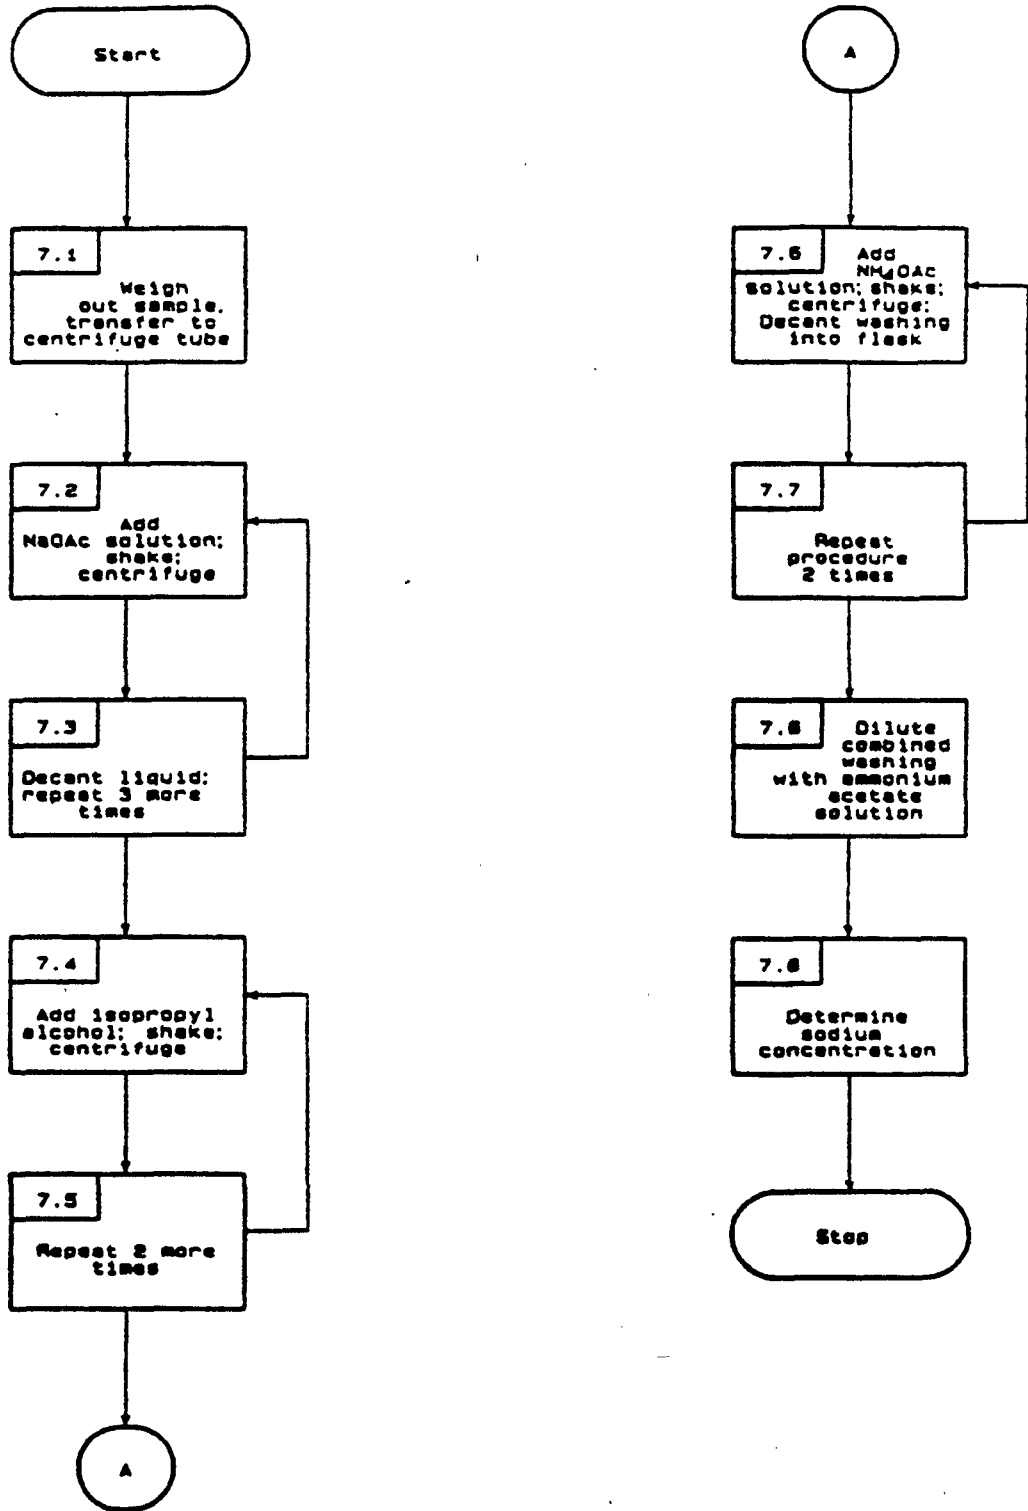 Start
7.1
Weigh
out sample,
transfer to
centrifuge tube
7.2
Add
NaOAc solution;
shake;
centrifuge
7.3
Decant liquid;
repeat 3 more
times
7.4
Add isopropyl
alcohol; shake;
centrifuge
7.5
Repeat 2 more
times
A
A
7.6
Add
NH4OAc
solution; shake;
centrifuge;
Decant washing
into flask
7.7
Repeat
procedure
2 times
7.8
Dilute
combined
washing
with ammonium
acetate
solution
7.8
Determine
sodium
concentration
Stop